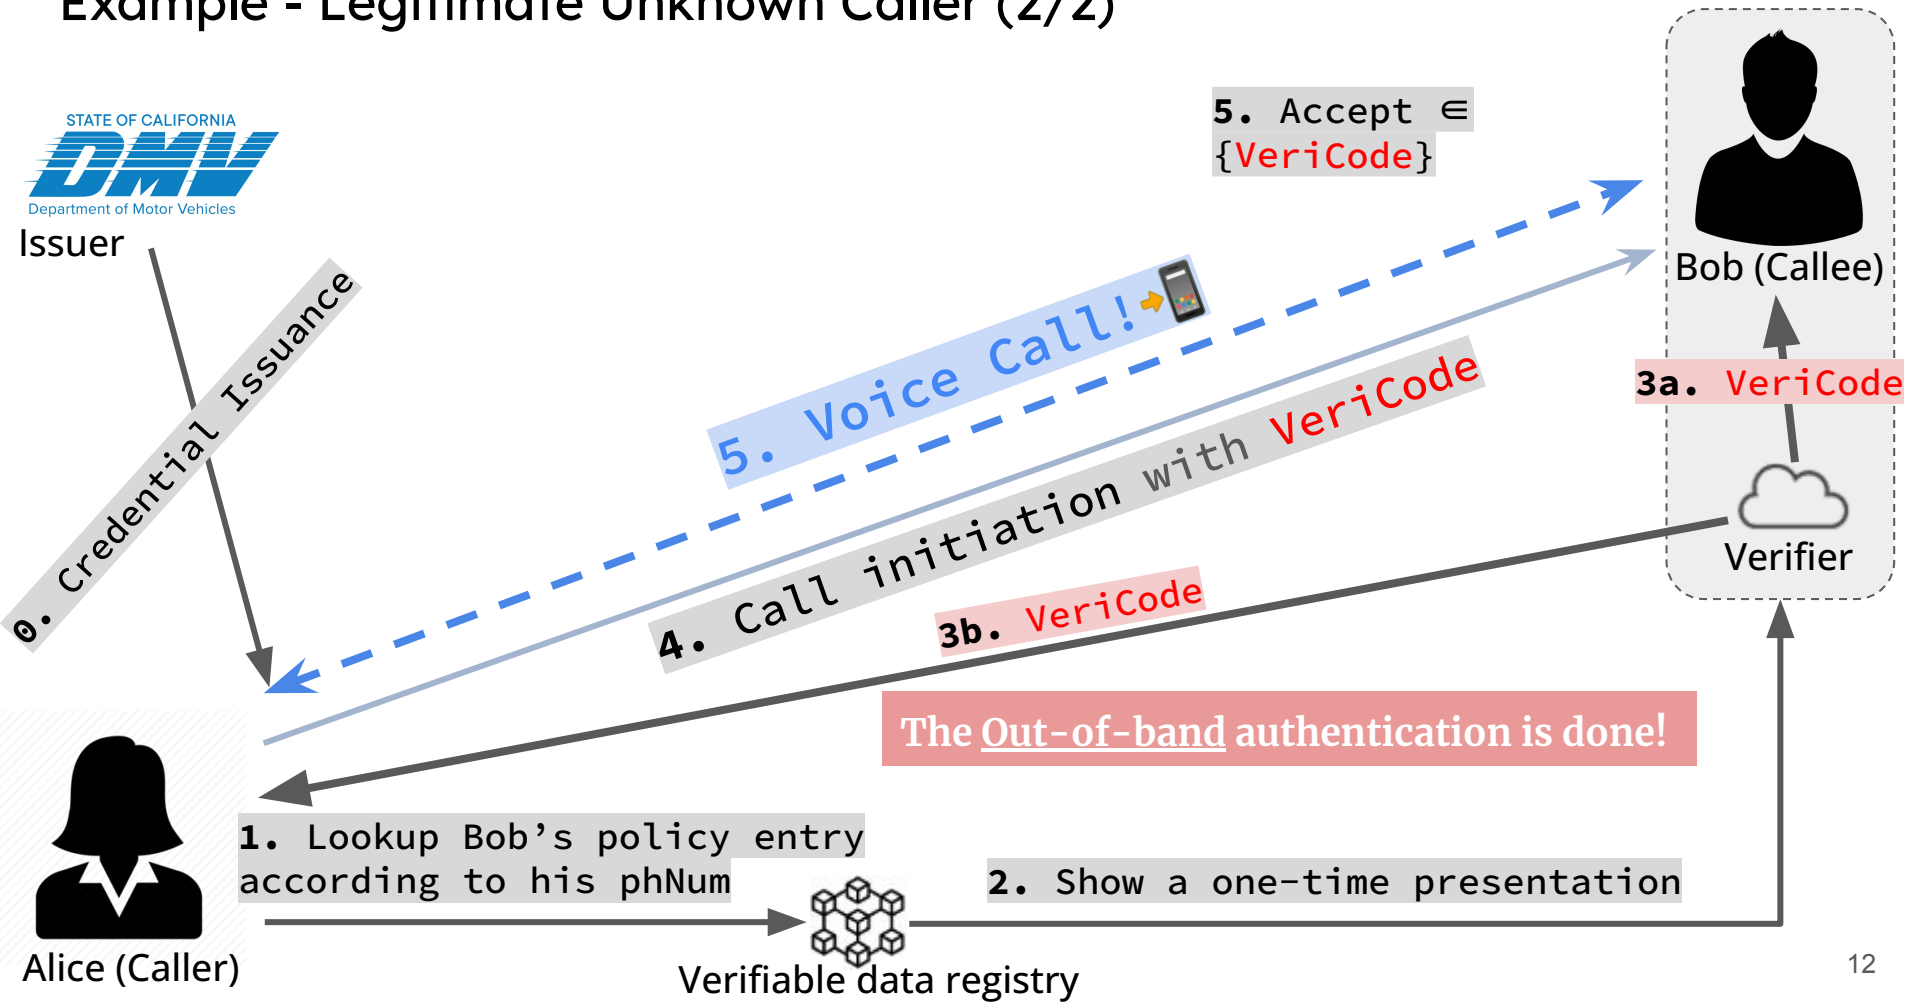 Example - Legitimate Unknown Caller (2/2)
STATE OF CALIFORNIA
DMV
Department of Motor Vehicles
Issuer
0. Credential Issuance
5. Accept ∈
{VeriCode}
Bob (Callee)
5. Voice Call!
4. Call initiation with VeriCode
3a. VeriCode
Verifier
3b. VeriCode
The Out-of-band authentication is done!
1. Lookup Bob’s policy entry
according to his phNum
2. Show a one-time presentation
Alice (Caller)
Verifiable data registry
12